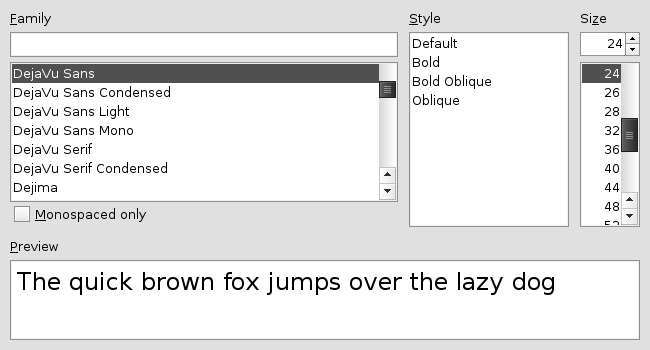 Family
DejaVu Sans
DejaVu Sans Condensed
DejaVu Sans Light
DejaVu Sans Mono
DejaVu Serif
DejaVu Serif Condensed
Dejima
Monospaced only
Style
Default
Bold
Bold Oblique
Oblique
Size
24
24
26
28
32
36
40
44
48
Preview
The quick brown fox jumps over the lazy dog